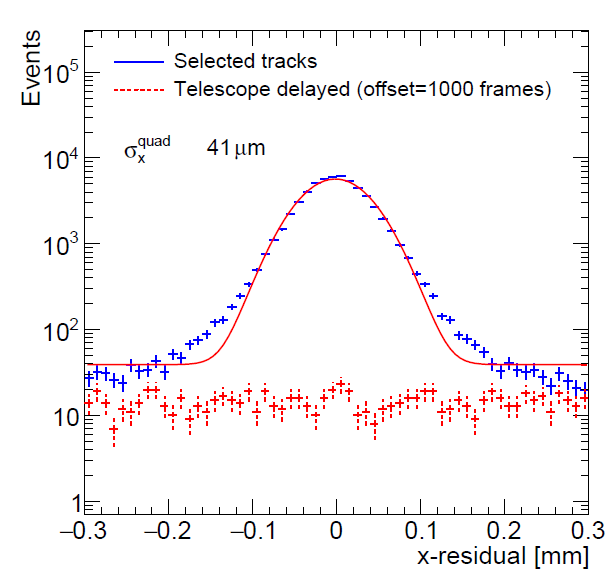 Events
Selected tracks
Telescope delayed (offset=1000 frames)
σₓ^quad 41 μm
10⁵
10⁴
10³
10²
10
1
−0.3 −0.2 −0.1 0 0.1 0.2 0.3
x-residual [mm]